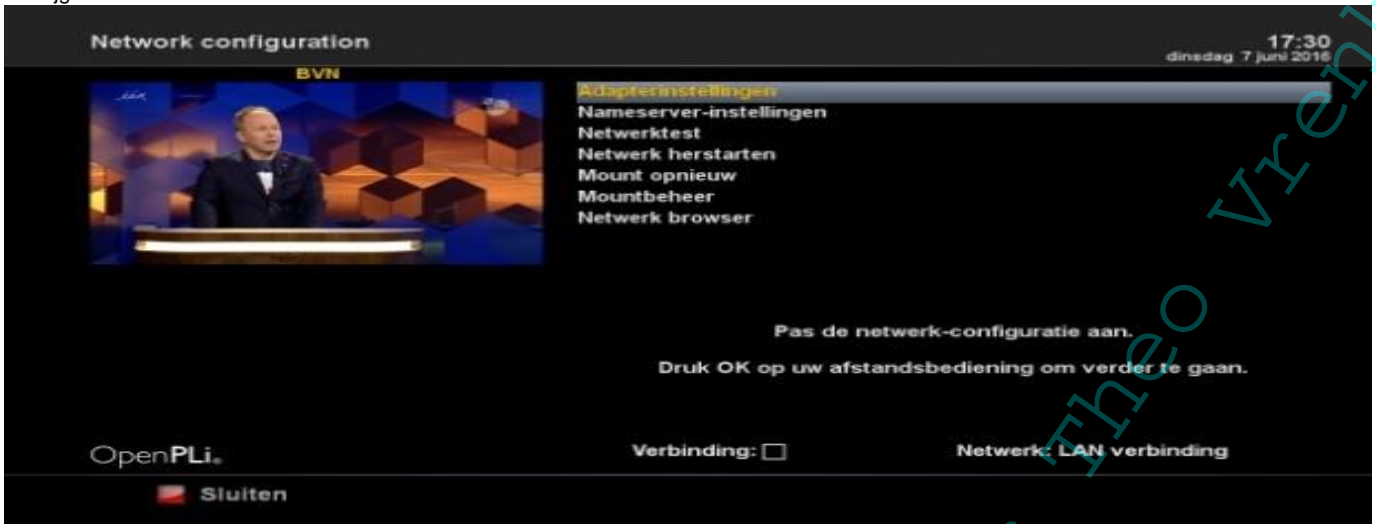 Network configuration
17:30
dinsdag 7 juni 2016
BVN
één
Adapterinstellingen
Nameserver-instellingen
Netwerktest
Netwerk herstarten
Mount opnieuw
Mountbeheer
Netwerk browser
Pas de netwerk-configuratie aan.
Druk OK op uw afstandsbediening om verder te gaan.
Verbinding:
Netwerk: LAN verbinding
OpenPLi.
Sluiten
Theo